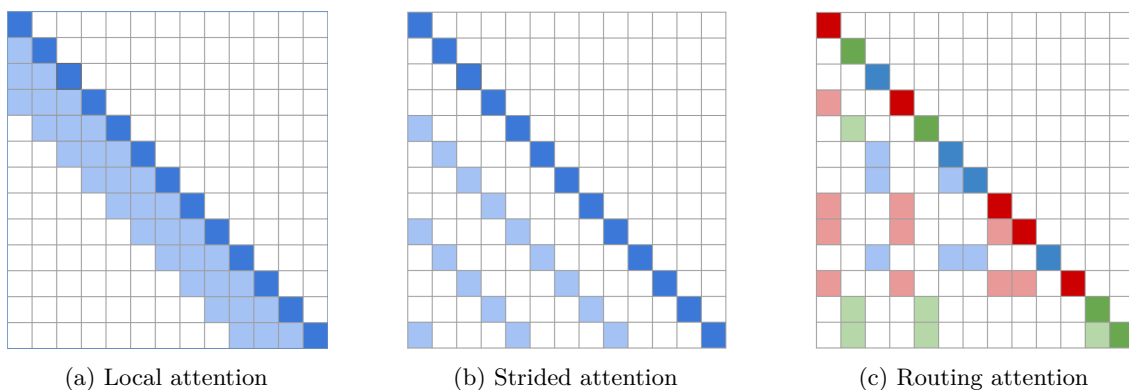 (a) Local attention
(b) Strided attention
(c) Routing attention